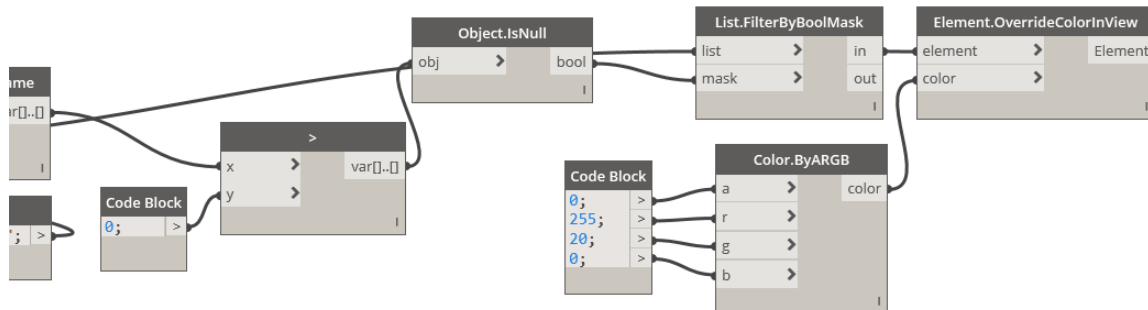 Object.IsNull
obj > bool
I
List.FilterByBoolMask
list > in
mask > out
I
Element.OverrideColorInView
element > Element
color >
I
ame
ar[]..[]
I
>
x > var[]..[]
y >
I
Code Block
0; >
"; >
Code Block
0; >
255; >
20; >
0; >
Color.ByARGB
a > color
r >
g >
b >
I